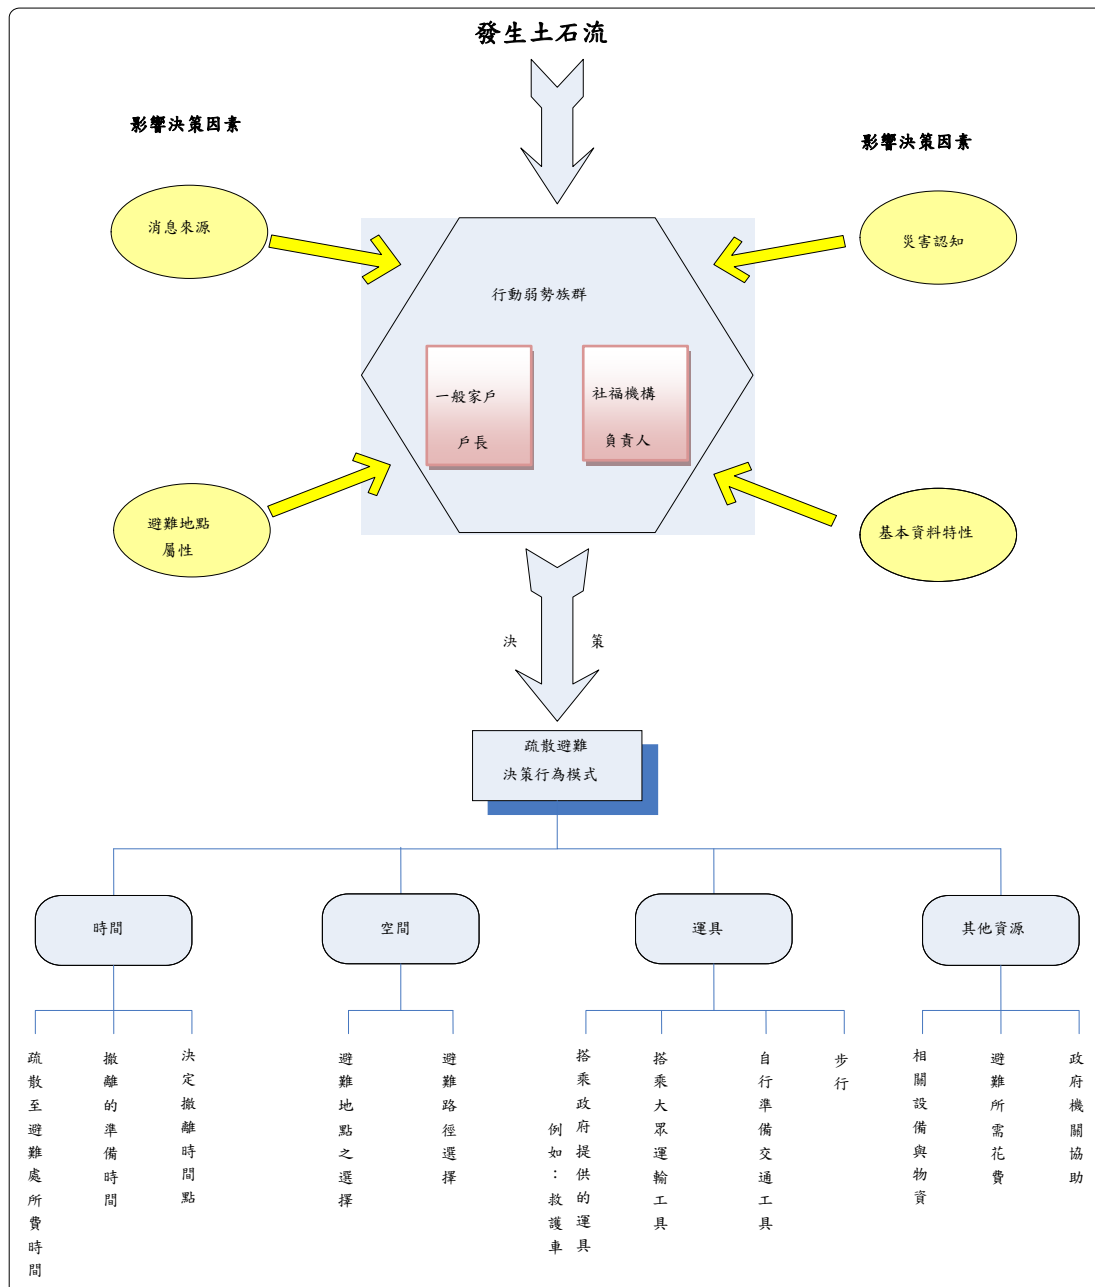 發生土石流
影響決策因素
影響決策因素
消息來源
災害認知
行動弱勢族群
一般家戶
戶長
社福機構
負責人
避難地點
屬性
基本資料特性
決 策
疏散避難
決策行為模式
時間
空間
運具
其他資源
疏散至避難處所費時間
撤離的準備時間
決定撤離時間點
避難地點之選擇
避難路徑選擇
例如：救護車
搭乘政府提供的運具
搭乘大眾運輸工具
自行準備交通工具
步行
相關設備與物資
避難所需花費
政府機關協助